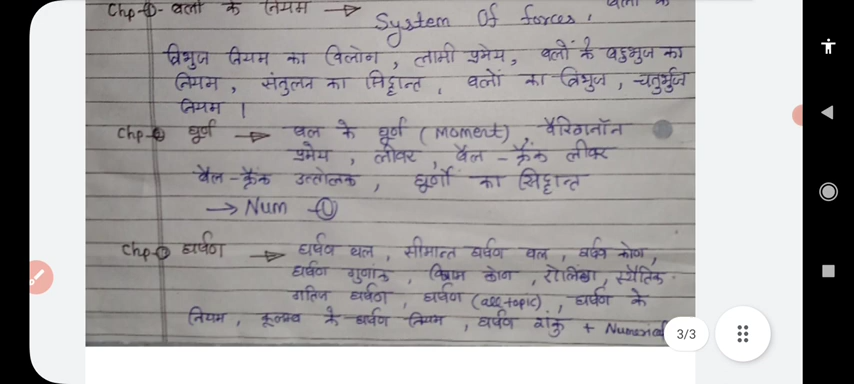 Chp-① - बलों के नियम → System Of forces, बलों का
त्रिभुज नियम का विलोम, लामी प्रमेय, बलों के बहुभुज का
नियम, संतुलन का सिद्धान्त, बलों का त्रिभुज, चतुर्भुज
नियम।
Chp- घूर्ण → बल के घूर्ण (Moment), वैरिगनॉन
प्रमेय, लीवर, बैल-क्रैंक लीवर
बैल-क्रैंक उत्तोलक, घूर्णों का सिद्धान्त
→ Num - ①
Chp- घर्षण → घर्षण बल, सीमान्त घर्षण बल, घर्षण कोण,
घर्षण गुणांक, विराम कोण, स्थैतिक
गतिज घर्षण, घर्षण (all topic), घर्षण के
नियम, कूलम्ब के घर्षण नियम, घर्षण शंकु + Numerical
3/3